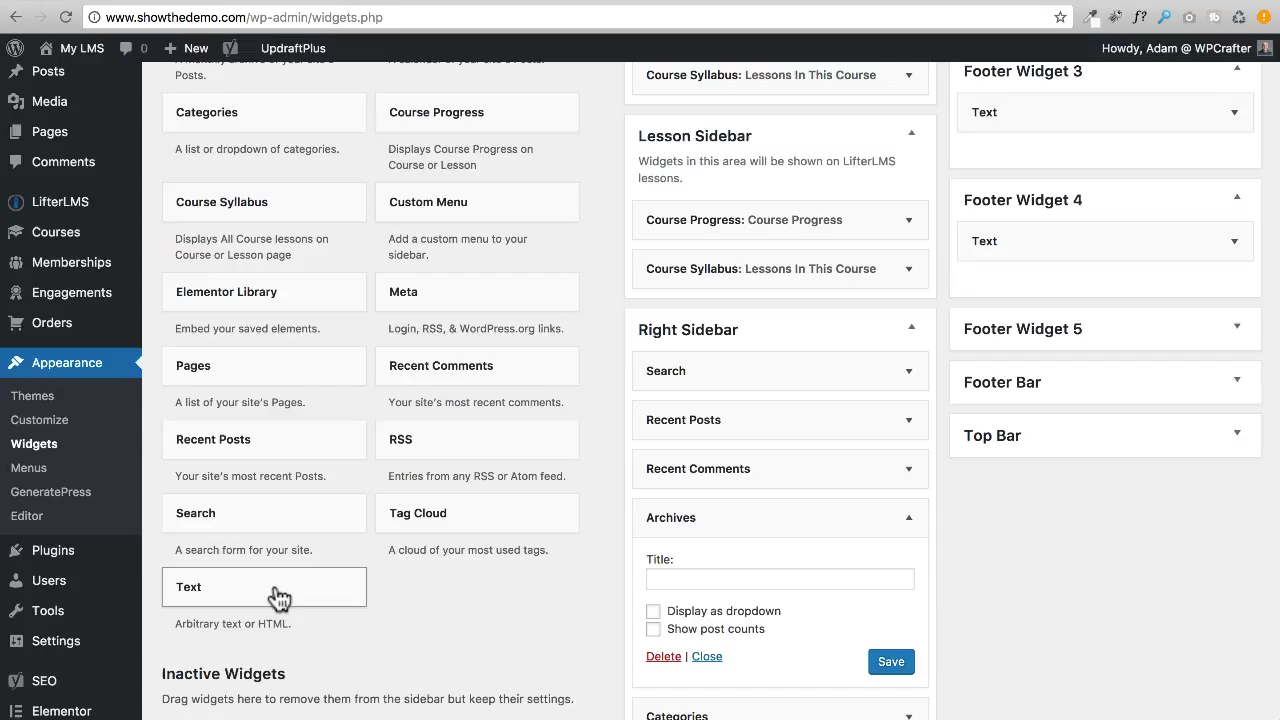 www.showthedemo.com/wp-admin/widgets.php
My LMS
0
New
UpdraftPlus
Howdy, Adam @ WPCrafter
Posts
Media
Pages
Comments
LifterLMS
Courses
Memberships
Engagements
Orders
Appearance
Themes
Customize
Widgets
Menus
GeneratePress
Editor
Plugins
Users
Tools
Settings
SEO
Elementor
Posts.
Categories
A list or dropdown of categories.
Course Progress
Displays Course Progress on
Course or Lesson
Course Syllabus
Displays All Course lessons on
Course or Lesson page
Custom Menu
Add a custom menu to your
sidebar.
Elementor Library
Embed your saved elements.
Meta
Login, RSS, & WordPress.org links.
Pages
A list of your site's Pages.
Recent Comments
Your site's most recent comments.
Recent Posts
Your site's most recent Posts.
RSS
Entries from any RSS or Atom feed.
Search
A search form for your site.
Tag Cloud
A cloud of your most used tags.
Text
Arbitrary text or HTML.
Inactive Widgets
Drag widgets here to remove them from the sidebar but keep their settings.
Course Syllabus: Lessons In This Course
Lesson Sidebar
Widgets in this area will be shown on LifterLMS
lessons.
Course Progress: Course Progress
Course Syllabus: Lessons In This Course
Right Sidebar
Search
Recent Posts
Recent Comments
Archives
Title:
Display as dropdown
Show post counts
Delete | Close
Save
Categories
Footer Widget 3
Text
Footer Widget 4
Text
Footer Widget 5
Footer Bar
Top Bar